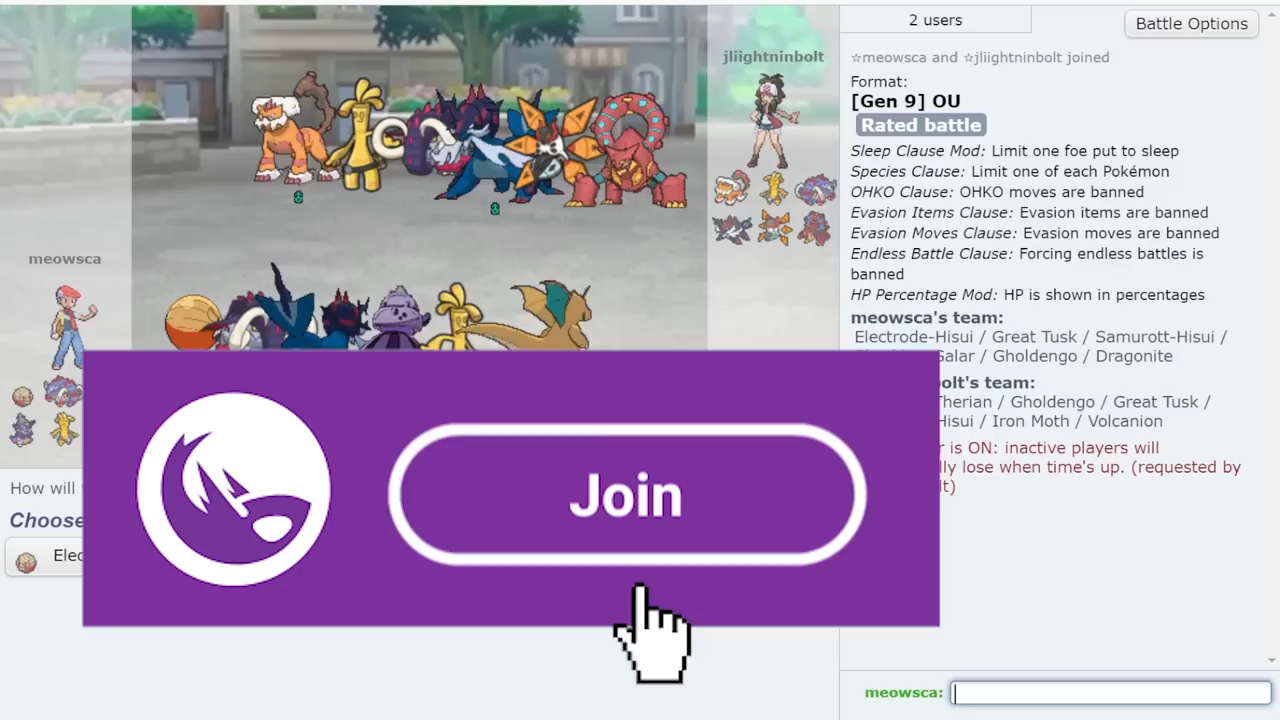 2 users
Battle Options
jliightninbolt
☆meowsca and ☆jliightninbolt joined
Format:
[Gen 9] OU
Rated battle
Sleep Clause Mod: Limit one foe put to sleep
Species Clause: Limit one of each Pokémon
OHKO Clause: OHKO moves are banned
Evasion Items Clause: Evasion items are banned
Evasion Moves Clause: Evasion moves are banned
Endless Battle Clause: Forcing endless battles is
banned
HP Percentage Mod: HP is shown in percentages
meowsca
meowsca's team:
Electrode-Hisui / Great Tusk / Samurott-Hisui /
Galar / Gholdengo / Dragonite
bolt's team:
Therian / Gholdengo / Great Tusk /
Hisui / Iron Moth / Volcanion
r is ON: inactive players will
lly lose when time's up. (requested by
lt)
How will
Choose
Elec
Join
meowsca: